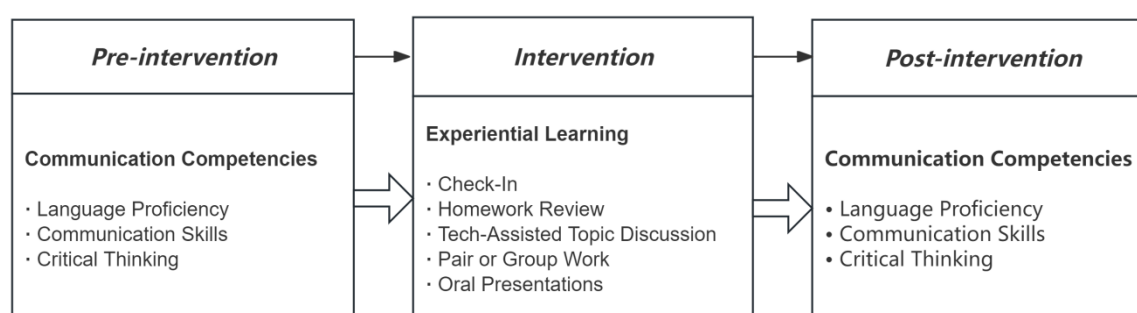 Pre-intervention
Communication Competencies
· Language Proficiency
· Communication Skills
· Critical Thinking
Intervention
Experiential Learning
· Check-In
· Homework Review
· Tech-Assisted Topic Discussion
· Pair or Group Work
· Oral Presentations
Post-intervention
Communication Competencies
• Language Proficiency
• Communication Skills
• Critical Thinking